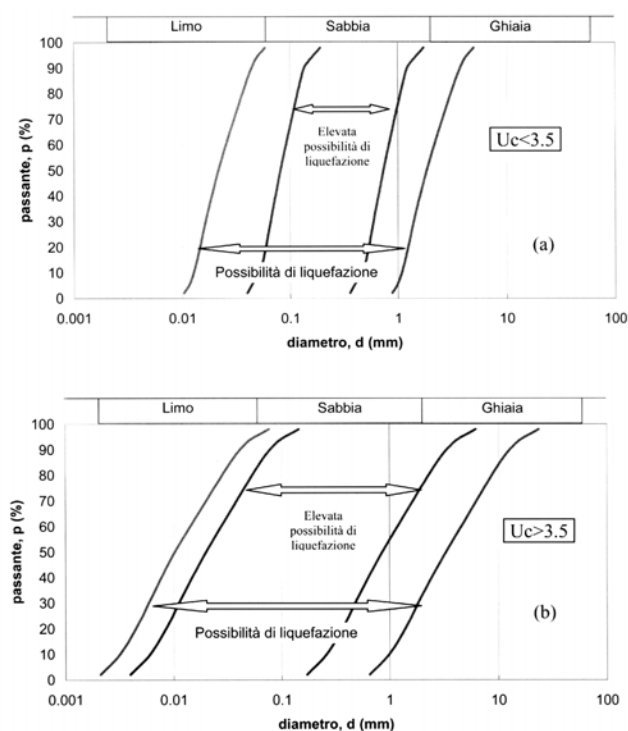 Limo Sabbia Ghiaia
100
90
80
70
60
50
40
30
20
10
0
passante, p (%)
Elevata
possibilità di
liquefazione
Uc<3.5
(a)
Possibilità di liquefazione
0.001 0.01 0.1 1 10 100
diametro, d (mm)
Limo Sabbia Ghiaia
100
90
80
70
60
50
40
30
20
10
0
passante, p (%)
Elevata
possibilità di
liquefazione
Uc>3.5
(b)
Possibilità di liquefazione
0.001 0.01 0.1 1 10 100
diametro, d (mm)